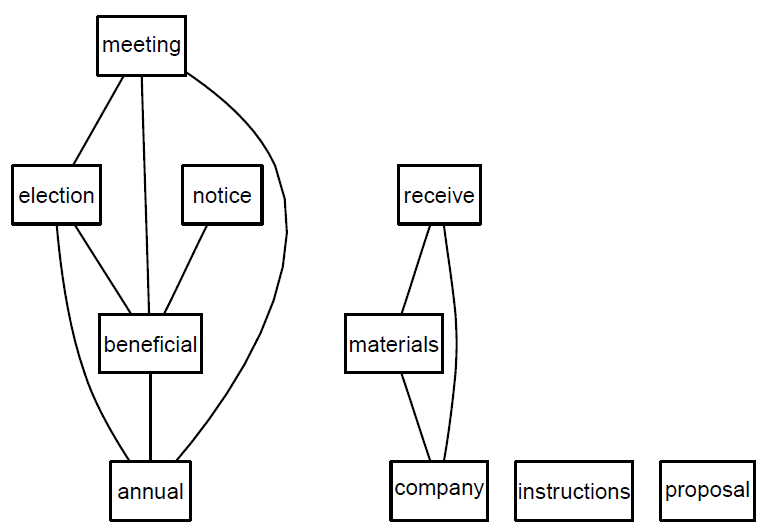 meeting
election
notice
receive
beneficial
materials
annual
company
instructions
proposal